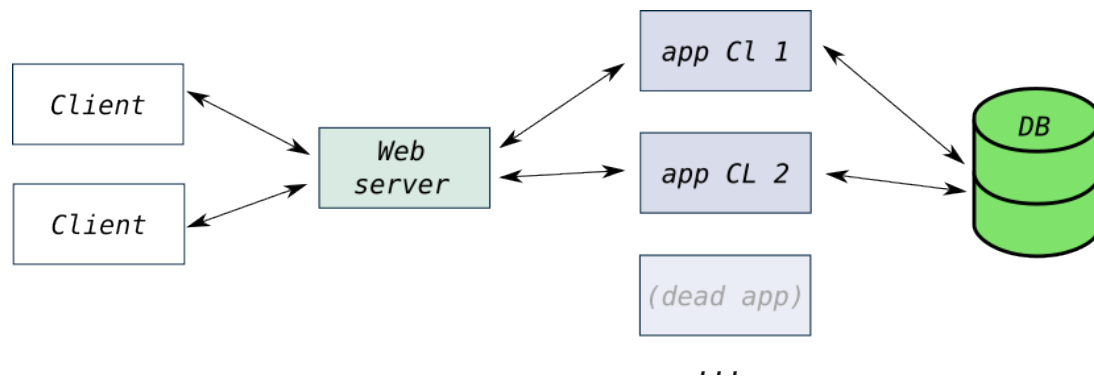 Client
Client
Web
server
app Cl 1
app CL 2
(dead app)
...
DB